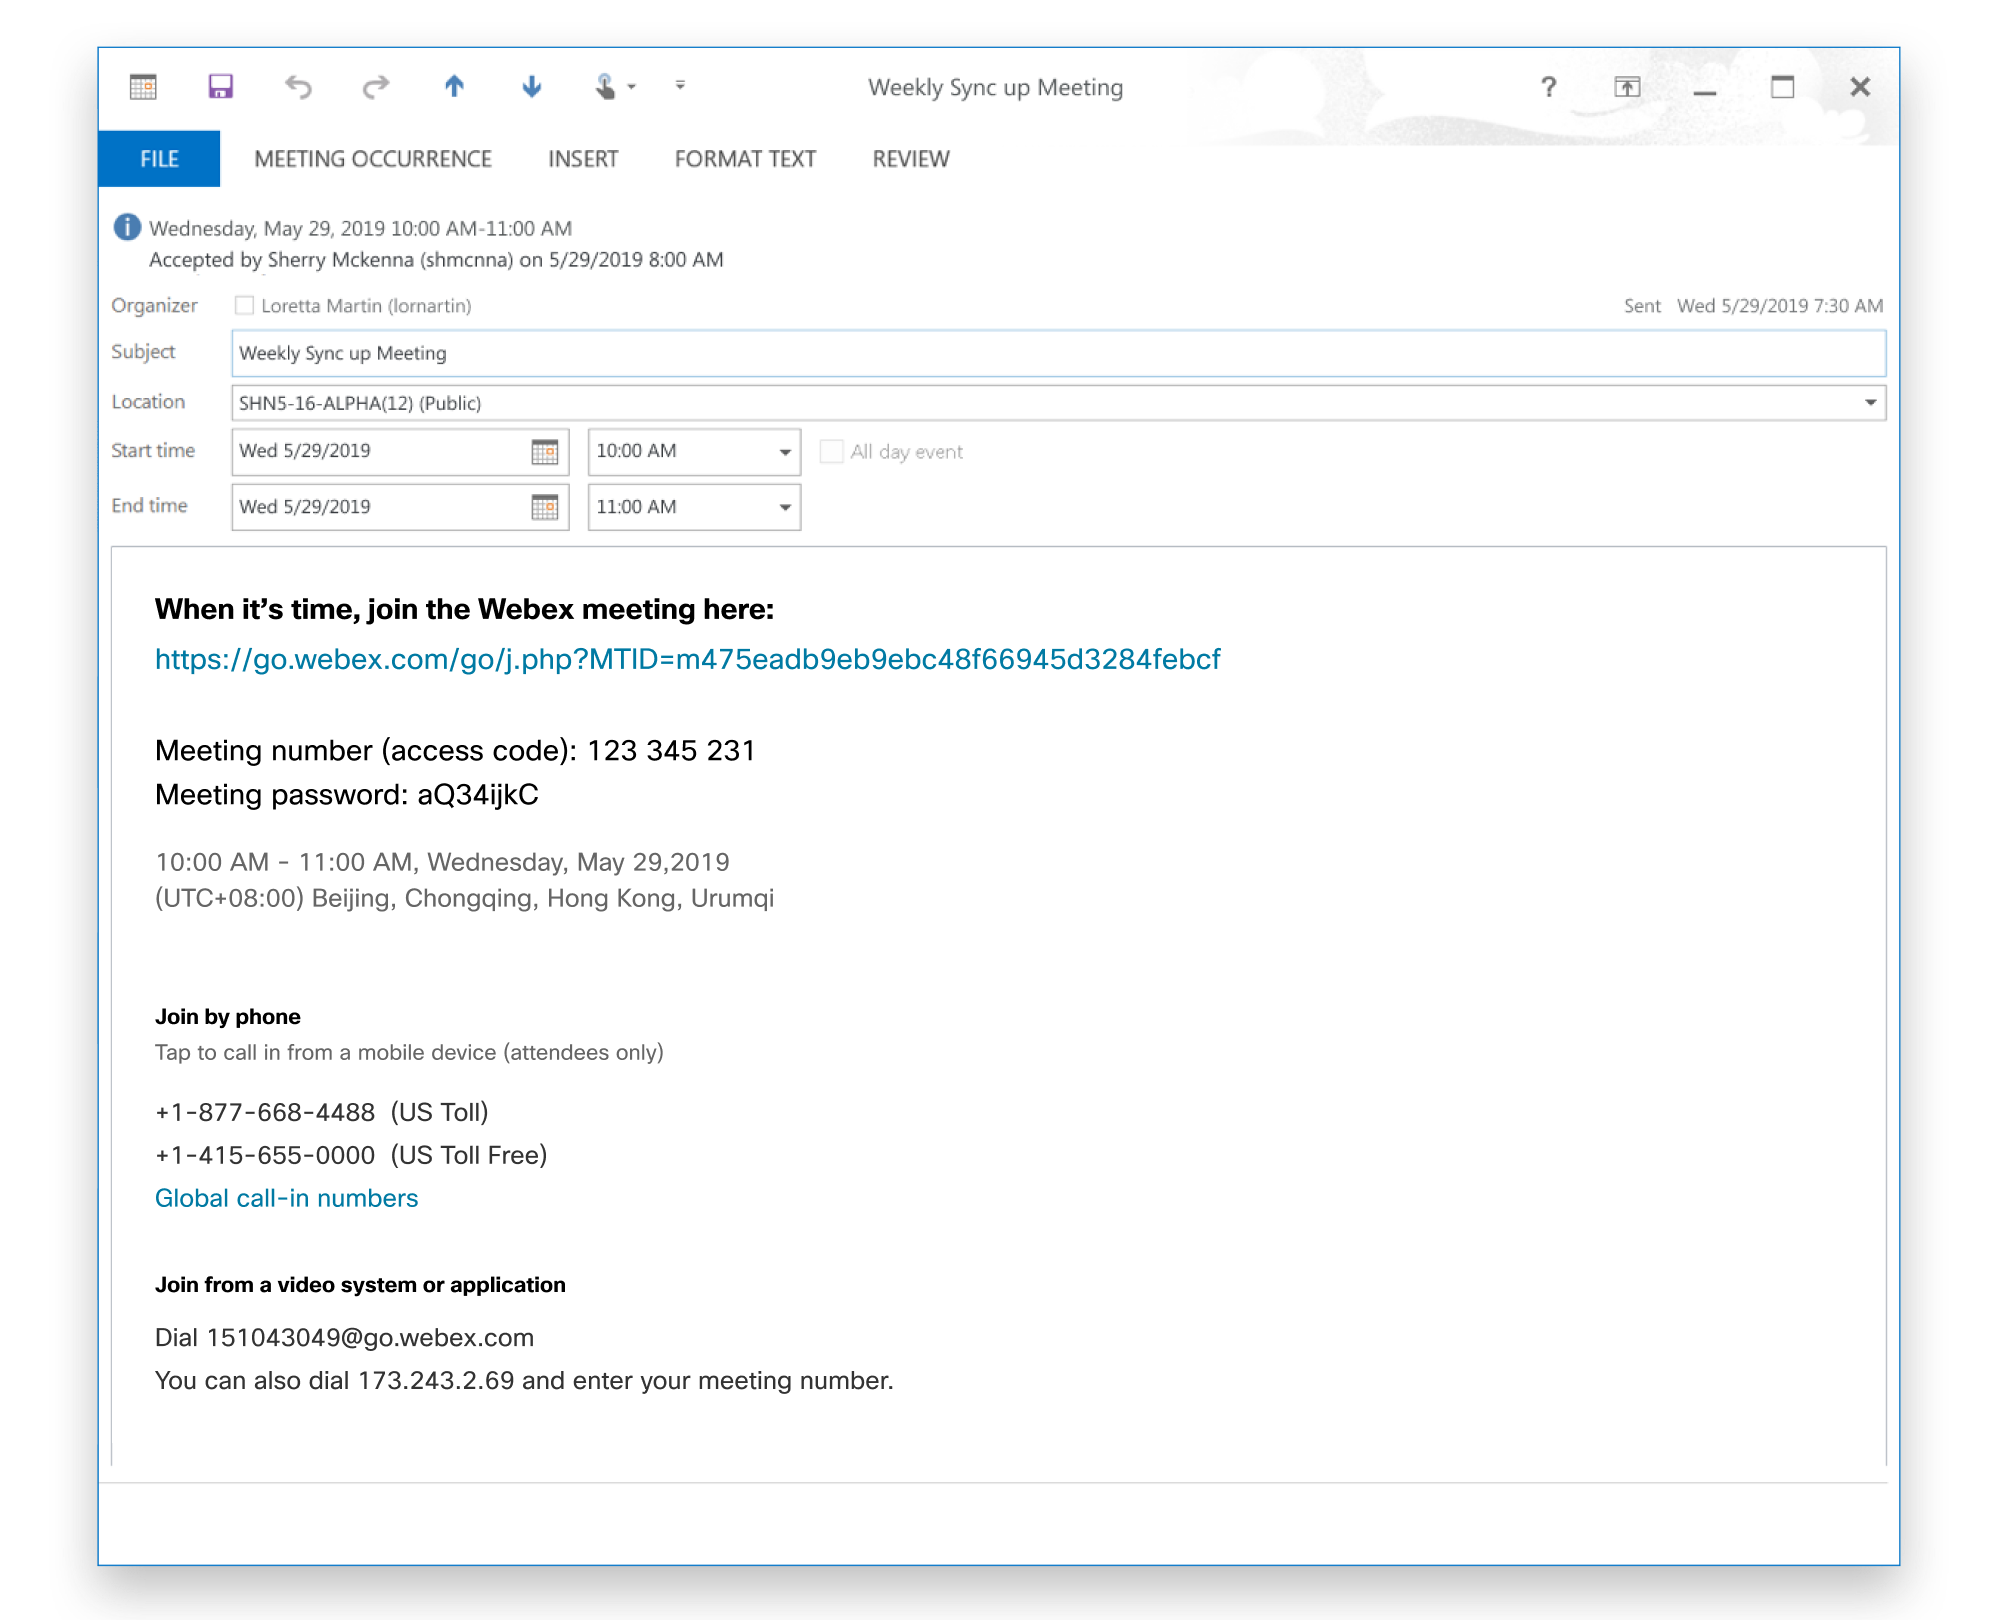 Weekly Sync up Meeting
?
FILE MEETING OCCURRENCE INSERT FORMAT TEXT REVIEW
Wednesday, May 29, 2019 10:00 AM-11:00 AM
Accepted by Sherry Mckenna (shmcnna) on 5/29/2019 8:00 AM
Organizer Loretta Martin (lornartin) Sent Wed 5/29/2019 7:30 AM
Subject Weekly Sync up Meeting
Location SHN5-16-ALPHA(12) (Public)
Start time Wed 5/29/2019 10:00 AM All day event
End time Wed 5/29/2019 11:00 AM
When it’s time, join the Webex meeting here:
https://go.webex.com/go/j.php?MTID=m475eadb9eb9ebc48f66945d3284febcf
Meeting number (access code): 123 345 231
Meeting password: aQ34ijkC
10:00 AM - 11:00 AM, Wednesday, May 29,2019
(UTC+08:00) Beijing, Chongqing, Hong Kong, Urumqi
Join by phone
Tap to call in from a mobile device (attendees only)
+1-877-668-4488 (US Toll)
+1-415-655-0000 (US Toll Free)
Global call-in numbers
Join from a video system or application
Dial 151043049@go.webex.com
You can also dial 173.243.2.69 and enter your meeting number.